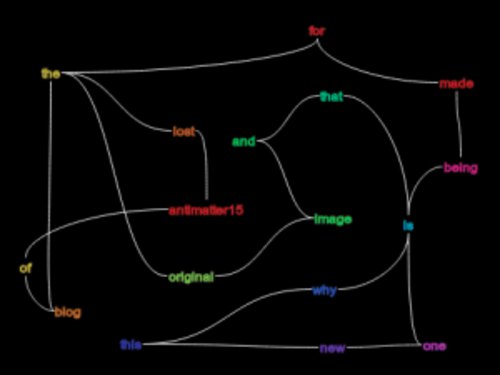 for
the
made
that
lost
and
being
antimatter15
image
is
of
original
why
blog
this
new
one